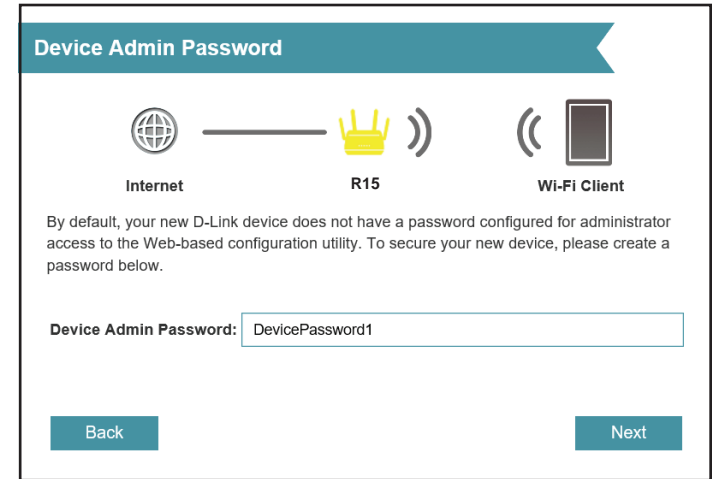 Device Admin Password
Internet
R15
Wi-Fi Client
By default, your new D-Link device does not have a password configured for administrator
access to the Web-based configuration utility. To secure your new device, please create a
password below.
Device Admin Password: DevicePassword1
Back
Next